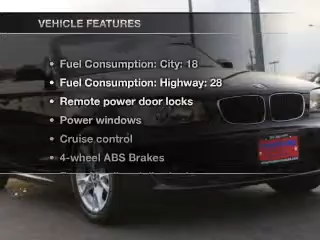 VEHICLE FEATURES
• Fuel Consumption: City: 18
• Fuel Consumption: Highway: 28
• Remote power door locks
• Power windows
• Cruise control
• 4-wheel ABS Brakes